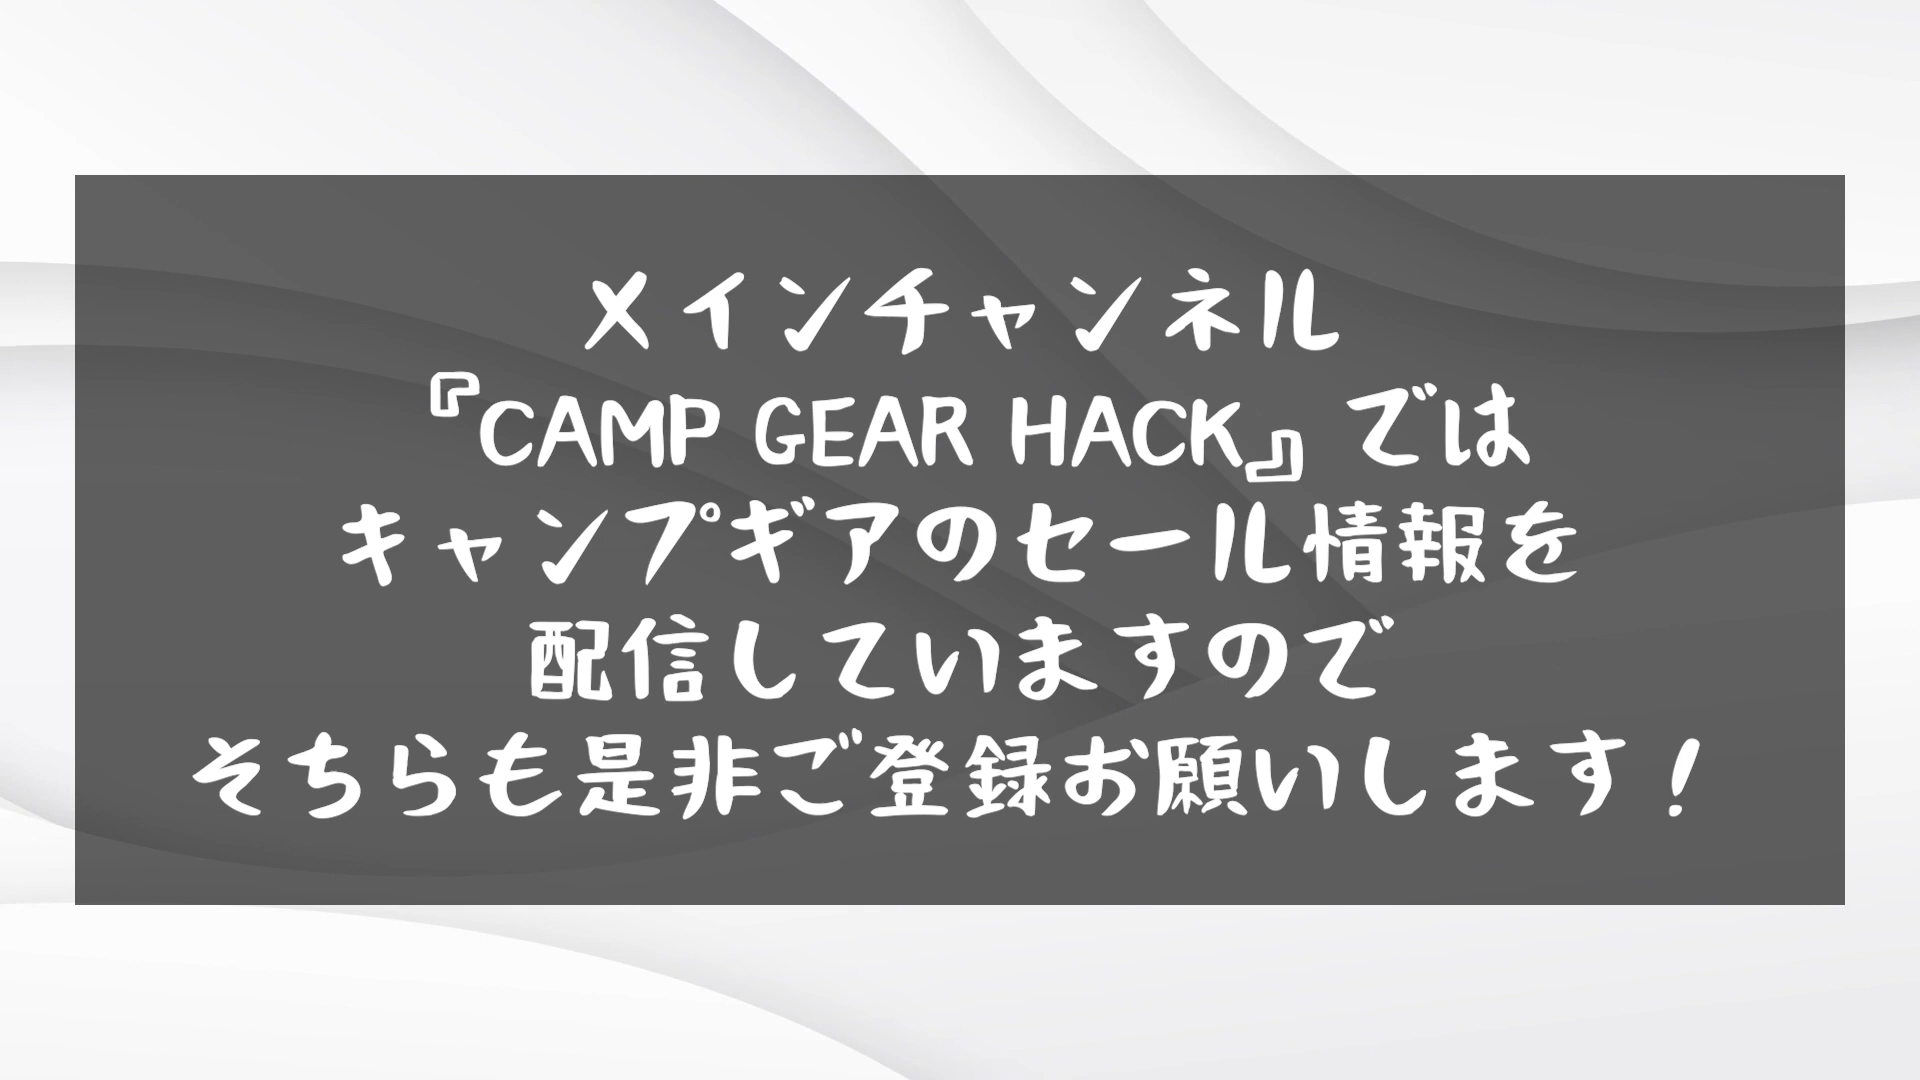 メインチャンネル
『CAMP GEAR HACK』では
キャンプギアのセール情報を
配信していますので
そちらも是非ご登録お願いします！